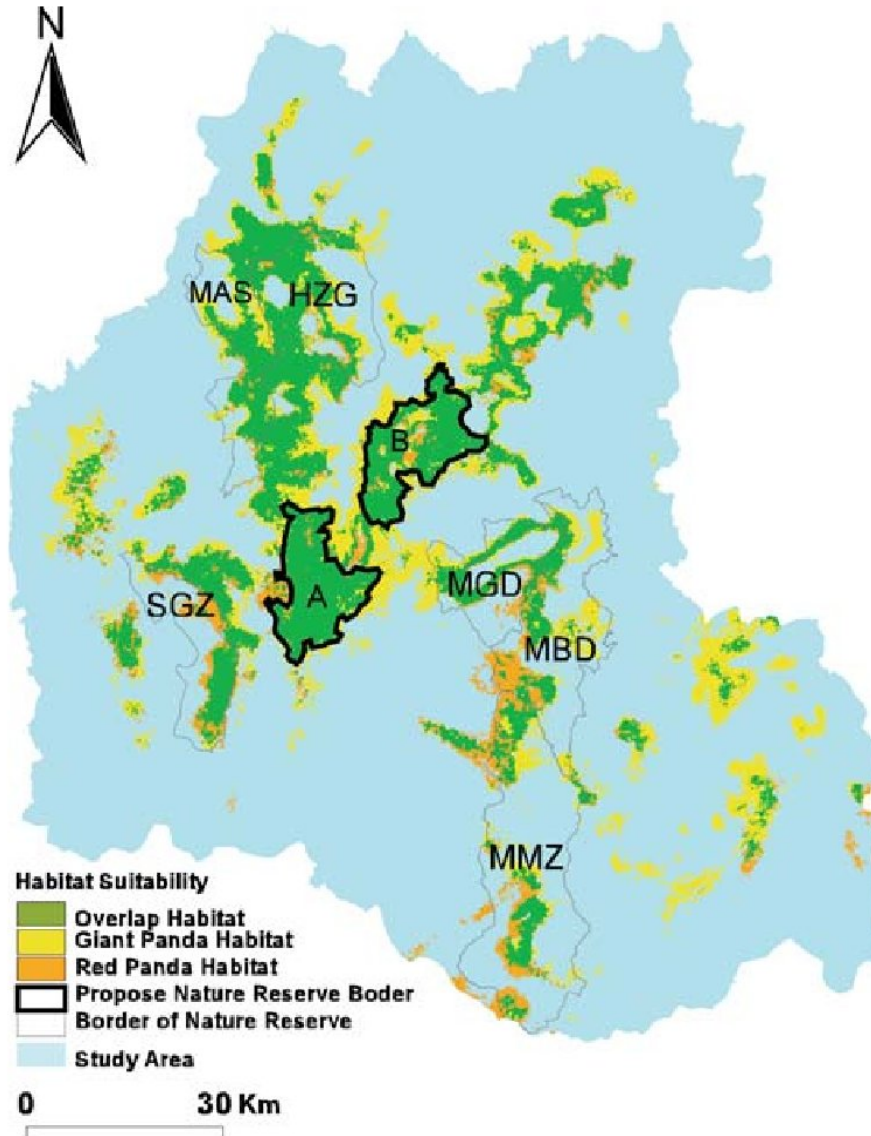 N
MAS HZG
B
MGD
SGZ A
MBD
MMZ
Habitat Suitability
Overlap Habitat
Giant Panda Habitat
Red Panda Habitat
Propose Nature Reserve Boder
Border of Nature Reserve
Study Area
0 30 Km